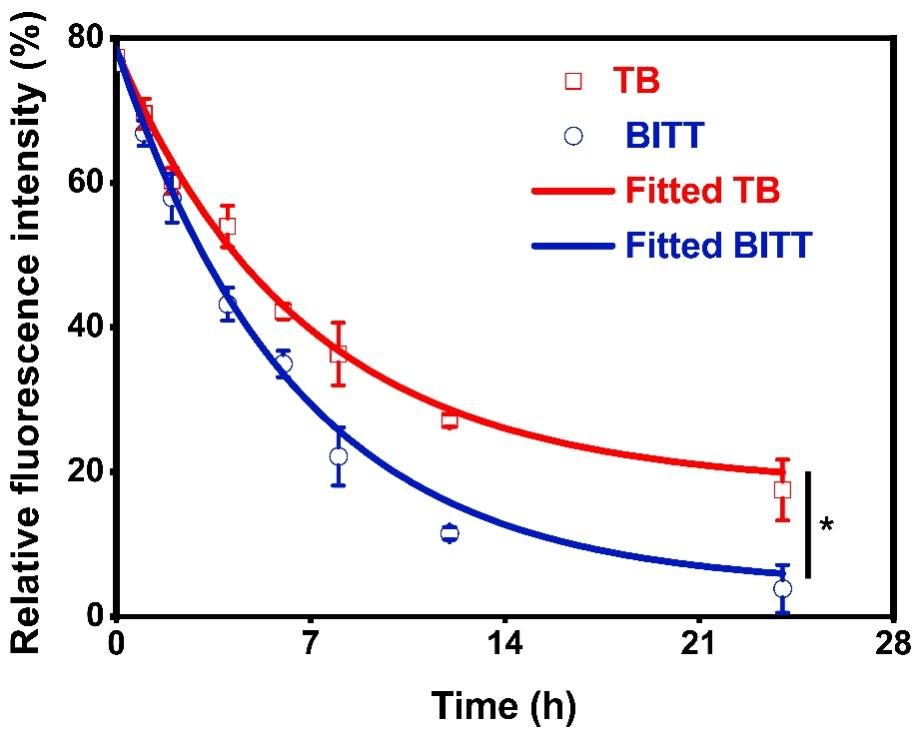 Relative fluorescence intensity (%)
80
60
40
20
0
TB
BITT
Fitted TB
Fitted BITT
*
0 7 14 21 28
Time (h)